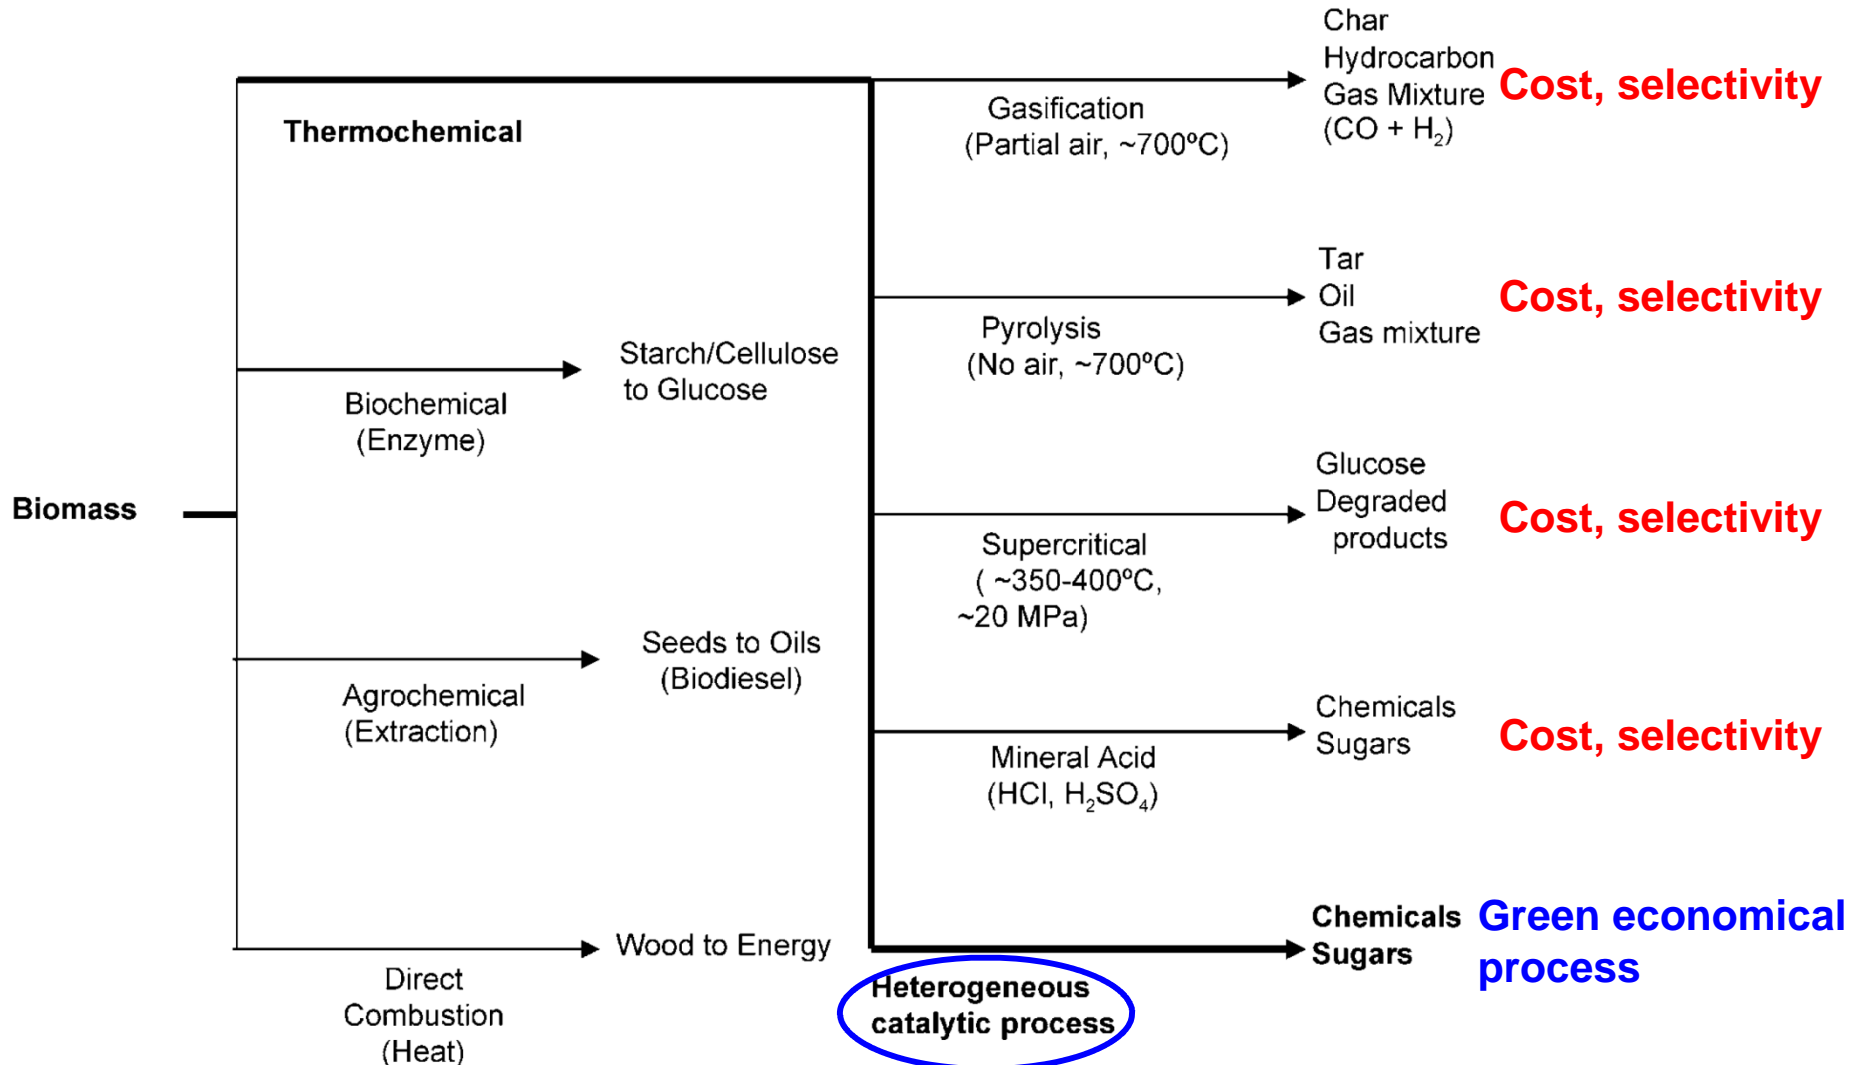 Biomass
Thermochemical
Biochemical
(Enzyme)
Starch/Cellulose
to Glucose
Agrochemical
(Extraction)
Seeds to Oils
(Biodiesel)
Direct
Combustion
(Heat)
Wood to Energy
Gasification
(Partial air, ~700ºC)
Char
Hydrocarbon
Gas Mixture
(CO + H₂)
Cost, selectivity
Pyrolysis
(No air, ~700ºC)
Tar
Oil
Gas mixture
Cost, selectivity
Supercritical
( ~350-400ºC,
~20 MPa)
Glucose
Degraded
products
Cost, selectivity
Mineral Acid
(HCl, H₂SO₄)
Chemicals
Sugars
Cost, selectivity
Heterogeneous
catalytic process
Chemicals
Sugars
Green economical
process